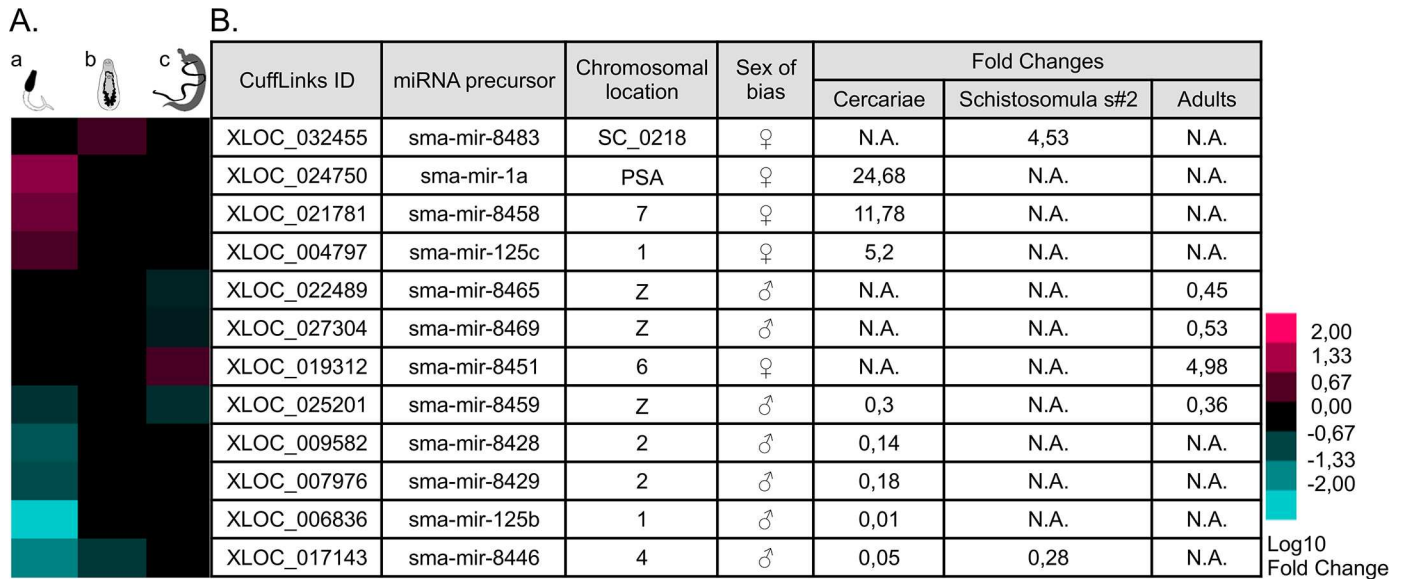 A.
B.
a
b
c
CuffLinks ID miRNA precursor Chromosomal location Sex of bias Fold Changes
Cercariae Schistosomula s#2 Adults
XLOC_032455 sma-mir-8483 SC_0218 ♀ N.A. 4,53 N.A.
XLOC_024750 sma-mir-1a PSA ♀ 24,68 N.A. N.A.
XLOC_021781 sma-mir-8458 7 ♀ 11,78 N.A. N.A.
XLOC_004797 sma-mir-125c 1 ♀ 5,2 N.A. N.A.
XLOC_022489 sma-mir-8465 Z ♂ N.A. N.A. 0,45
XLOC_027304 sma-mir-8469 Z ♂ N.A. N.A. 0,53
XLOC_019312 sma-mir-8451 6 ♀ N.A. N.A. 4,98
XLOC_025201 sma-mir-8459 Z ♂ 0,3 N.A. 0,36
XLOC_009582 sma-mir-8428 2 ♂ 0,14 N.A. N.A.
XLOC_007976 sma-mir-8429 2 ♂ 0,18 N.A. N.A.
XLOC_006836 sma-mir-125b 1 ♂ 0,01 N.A. N.A.
XLOC_017143 sma-mir-8446 4 ♂ 0,05 0,28 N.A.
2,00
1,33
0,67
0,00
-0,67
-1,33
-2,00
Log10
Fold Change